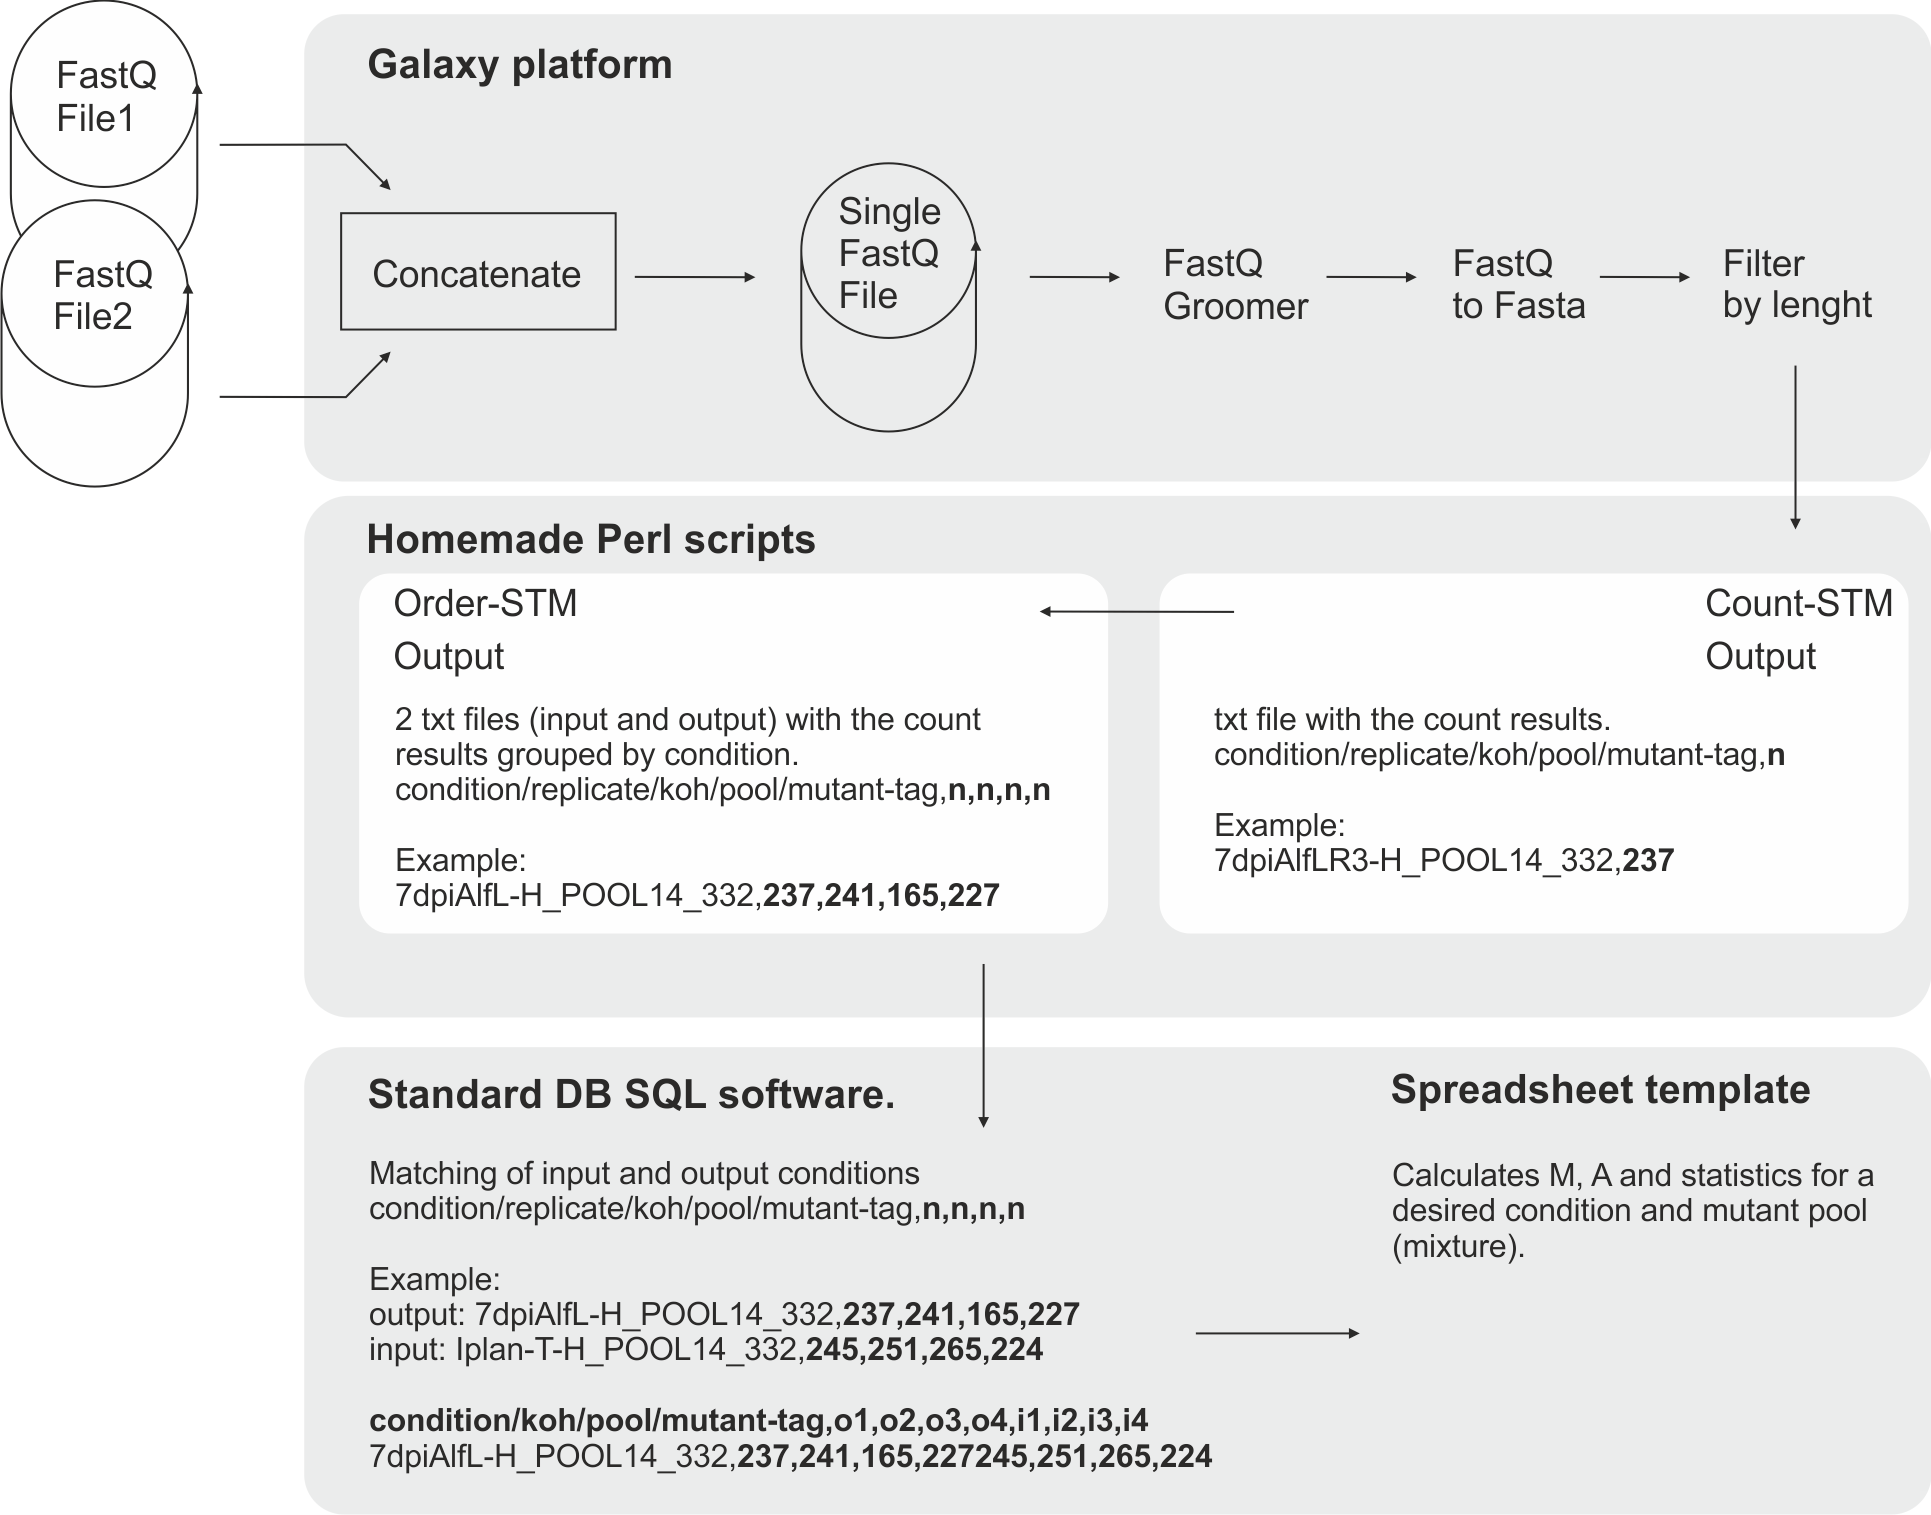 FastQ
File1
FastQ
File2
Galaxy platform
Concatenate
Single
FastQ
File
FastQ
Groomer
FastQ
to Fasta
Filter
by lenght
Homemade Perl scripts
Order-STM
Output
2 txt files (input and output) with the count
results grouped by condition.
condition/replicate/koh/pool/mutant-tag,n,n,n,n
Example:
7dpiAlfL-H_POOL14_332,237,241,165,227
Count-STM
Output
txt file with the count results.
condition/replicate/koh/pool/mutant-tag,n
Example:
7dpiAlfLR3-H_POOL14_332,237
Standard DB SQL software.
Matching of input and output conditions
condition/replicate/koh/pool/mutant-tag,n,n,n,n
Example:
output: 7dpiAlfL-H_POOL14_332,237,241,165,227
input: Iplan-T-H_POOL14_332,245,251,265,224
condition/koh/pool/mutant-tag,o1,o2,o3,o4,i1,i2,i3,i4
7dpiAlfL-H_POOL14_332,237,241,165,227245,251,265,224
Spreadsheet template
Calculates M, A and statistics for a
desired condition and mutant pool
(mixture).